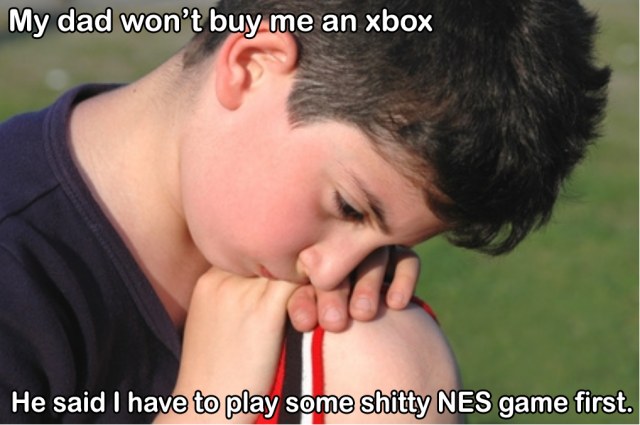 My dad won't buy me an xbox
He said I have to play some shitty NES game first.